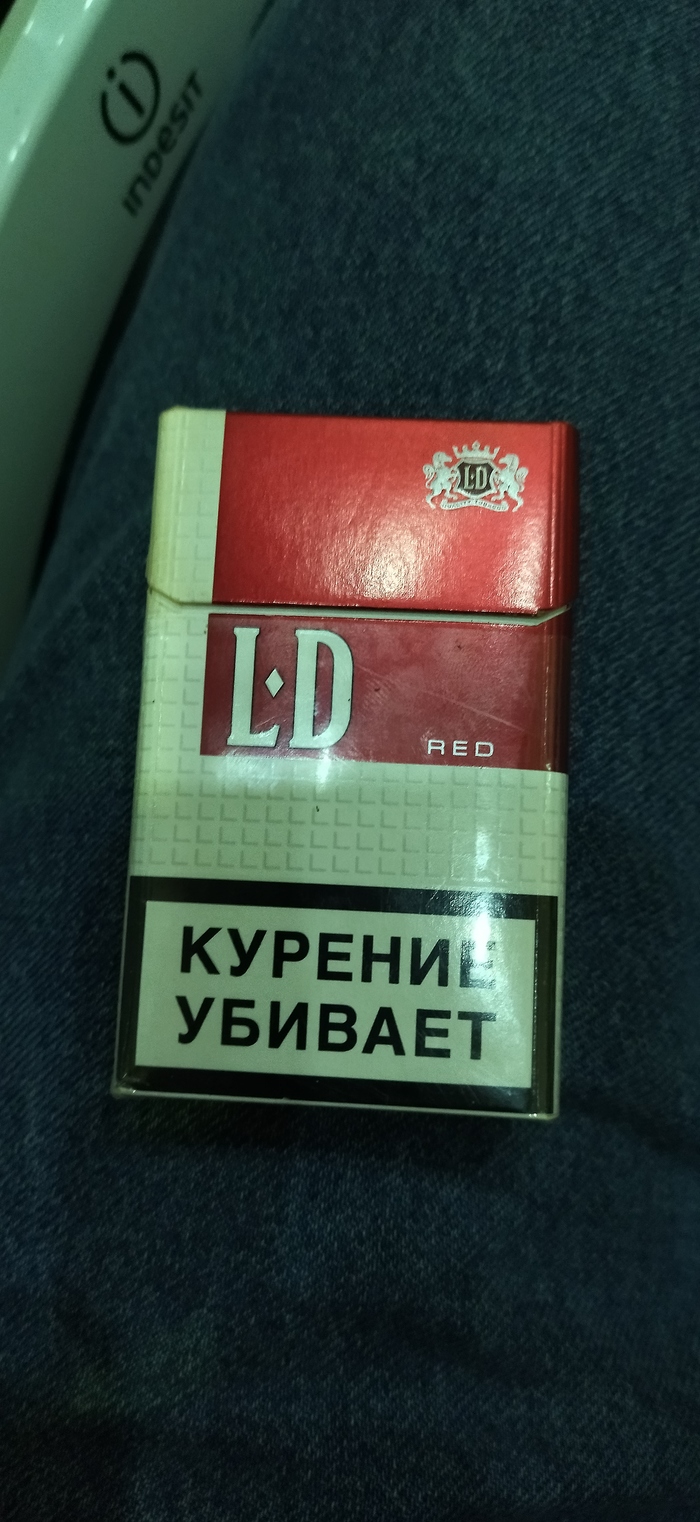 INDESIT
L·D
L·D
RED
КУРЕНИЕ
УБИВАЕТ